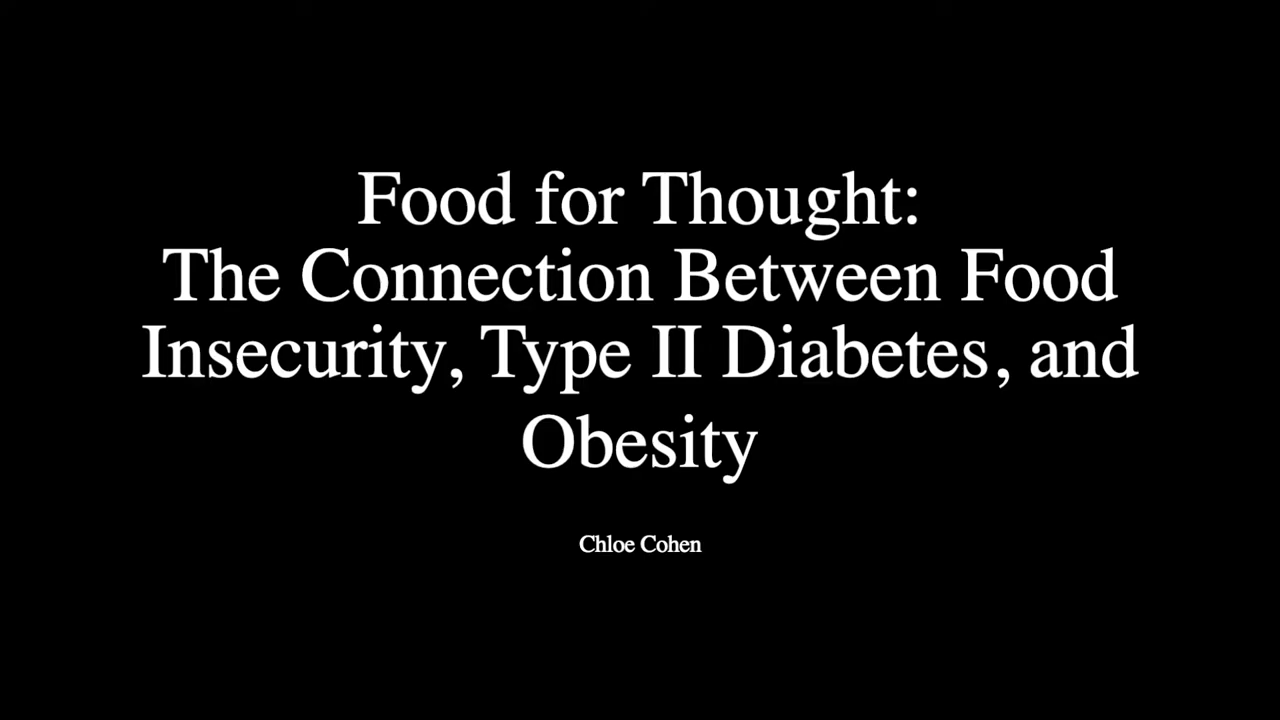 Food for Thought:
The Connection Between Food
Insecurity, Type II Diabetes, and
Obesity
Chloe Cohen